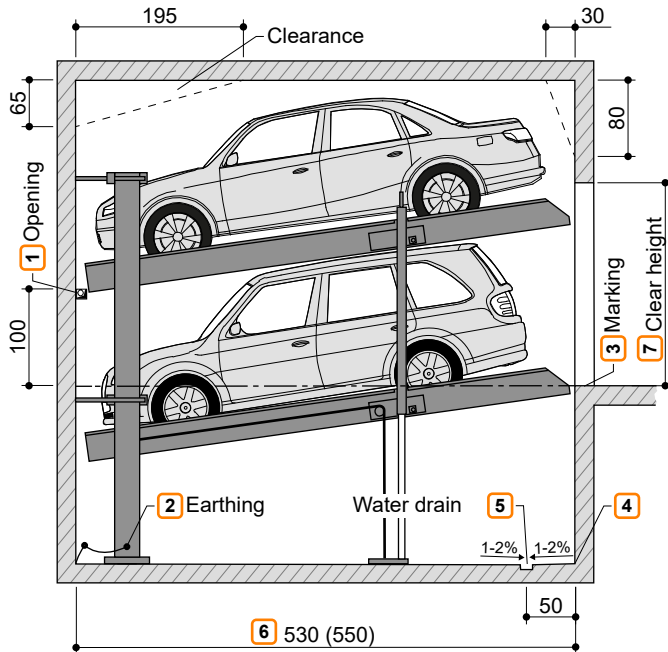 195
30
Clearance
65
80
1 Opening
100
3 Marking
7 Clear height
2 Earthing
Water drain
5
4
1-2% 1-2%
50
6 530 (550)